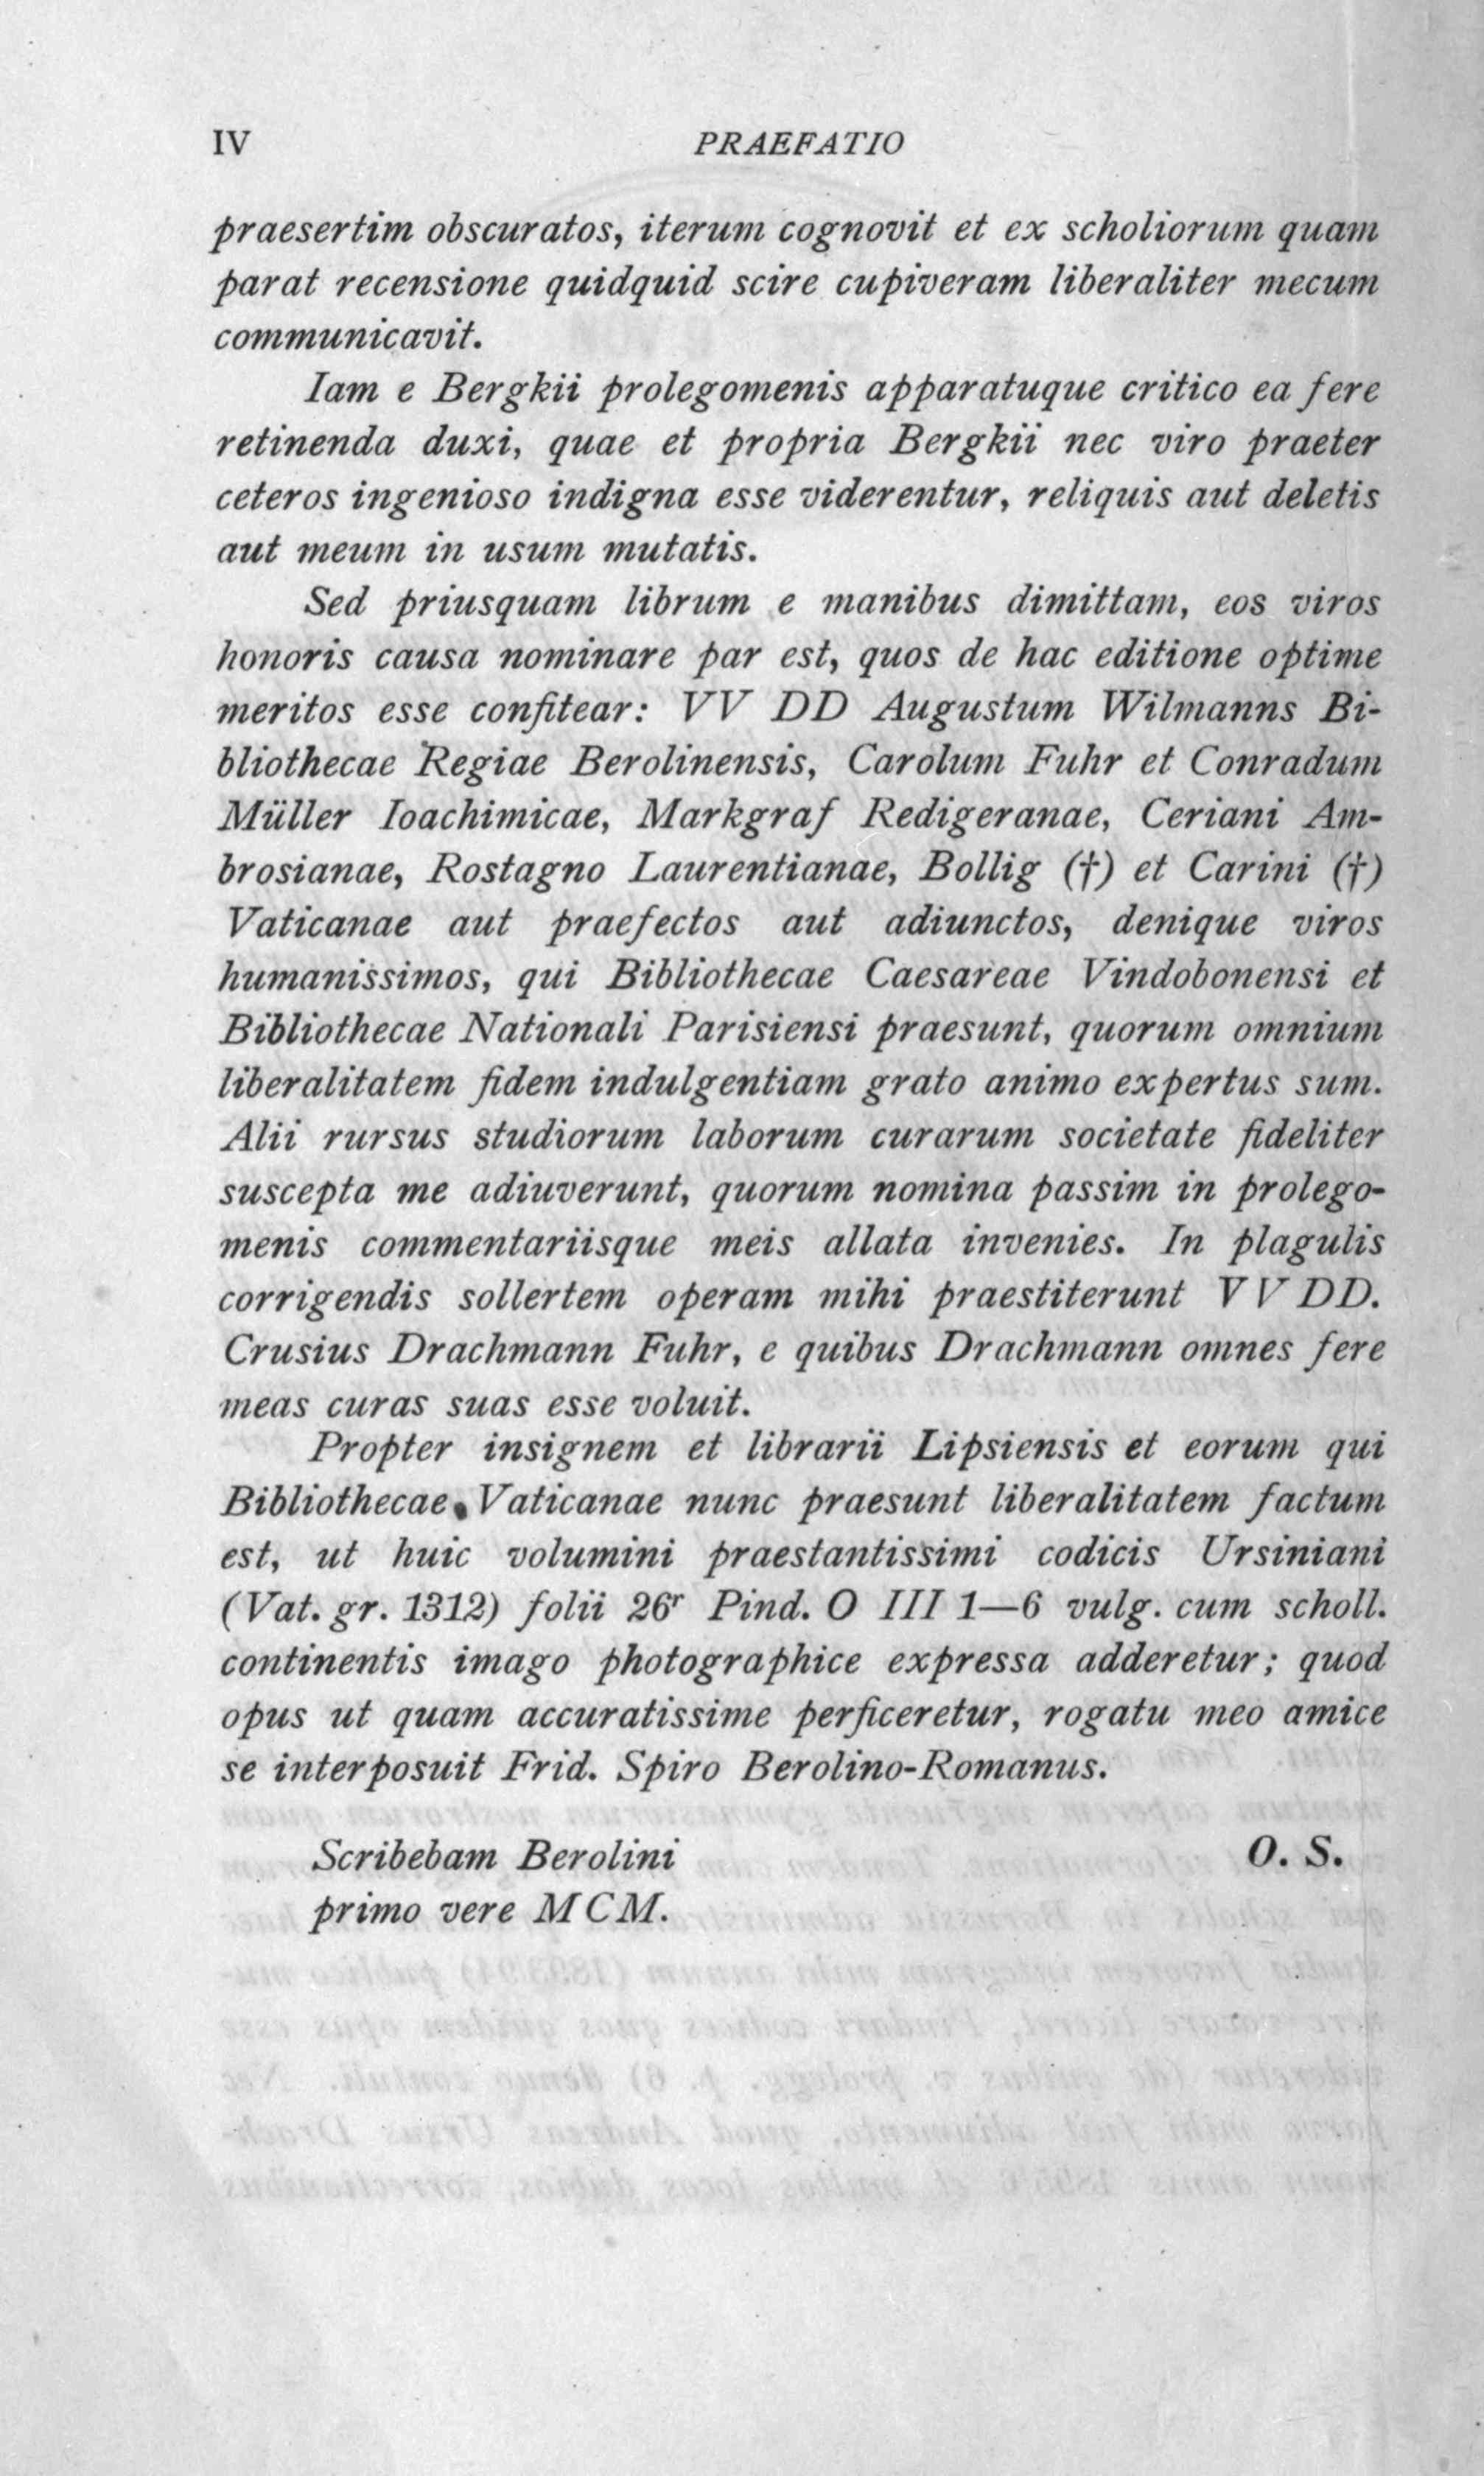 IV PRAEFATIO
praesertim obscuratos, iterum cognovit et ex scholiorum quam
parat recensione quidquid scire cupiveram liberaliter mecum
communicavit.
Iam e Bergkii prolegomenis apparatuque critico ea fere
retinenda duxi, quae et propria Bergkii nec viro praeter
ceteros ingenioso indigna esse viderentur, reliquis aut deletis
aut meum in usum mutatis.
Sed priusquam librum e manibus dimittam, eos viros
honoris causa nominare par est, quos de hac editione optime
meritos esse confitear: VV DD Augustum Wilmanns Bi-
bliothecae Regiae Berolinensis, Carolum Fuhr et Conradum
Müller Ioachimicae, Markgraf Redigeranae, Ceriani Am-
brosianae, Rostagno Laurentianae, Bollig (†) et Carini (†)
Vaticanae aut praefectos aut adiunctos, denique viros
humanissimos, qui Bibliothecae Caesareae Vindobonensi et
Bibliothecae Nationali Parisiensi praesunt, quorum omnium
liberalitatem fidem indulgentiam grato animo expertus sum.
Alii rursus studiorum laborum curarum societate fideliter
suscepta me adiuverunt, quorum nomina passim in prolego-
menis commentariisque meis allata invenies. In plagulis
corrigendis sollertem operam mihi praestiterunt VV DD.
Crusius Drachmann Fuhr, e quibus Drachmann omnes fere
meas curas suas esse voluit.
Propter insignem et librarii Lipsiensis et eorum qui
Bibliothecae Vaticanae nunc praesunt liberalitatem factum
est, ut huic volumini praestantissimi codicis Ursiniani
(Vat. gr. 1312) folii 26r Pind. O III 1—6 vulg. cum scholl.
continentis imago photographice expressa adderetur; quod
opus ut quam accuratissime perficeretur, rogatu meo amice
se interposuit Frid. Spiro Berolino-Romanus.
Scribebam Berolini O. S.
primo vere MCM.